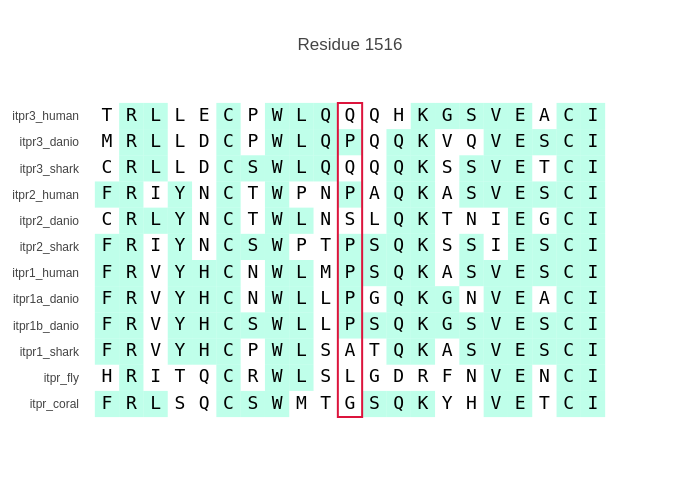 Residue 1516
itpr3_human T R L L E C P W L Q Q Q H K G S V E A C I
itpr3_danio M R L L D C P W L Q P Q Q K V Q V E S C I
itpr3_shark C R L L D C S W L Q Q Q Q K S S V E T C I
itpr2_human F R I Y N C T W P N P A Q K A S V E S C I
itpr2_danio C R L Y N C T W L N S L Q K T N I E G C I
itpr2_shark F R I Y N C S W P T P S Q K S S I E S C I
itpr1_human F R V Y H C N W L M P S Q K A S V E S C I
itpr1a_danio F R V Y H C N W L L P G Q K G N V E A C I
itpr1b_danio F R V Y H C S W L L P S Q K G S V E S C I
itpr1_shark F R V Y H C P W L S A T Q K A S V E S C I
itpr_fly H R I T Q C R W L S L G D R F N V E N C I
itpr_coral F R L S Q C S W M T G S Q K Y H V E T C I